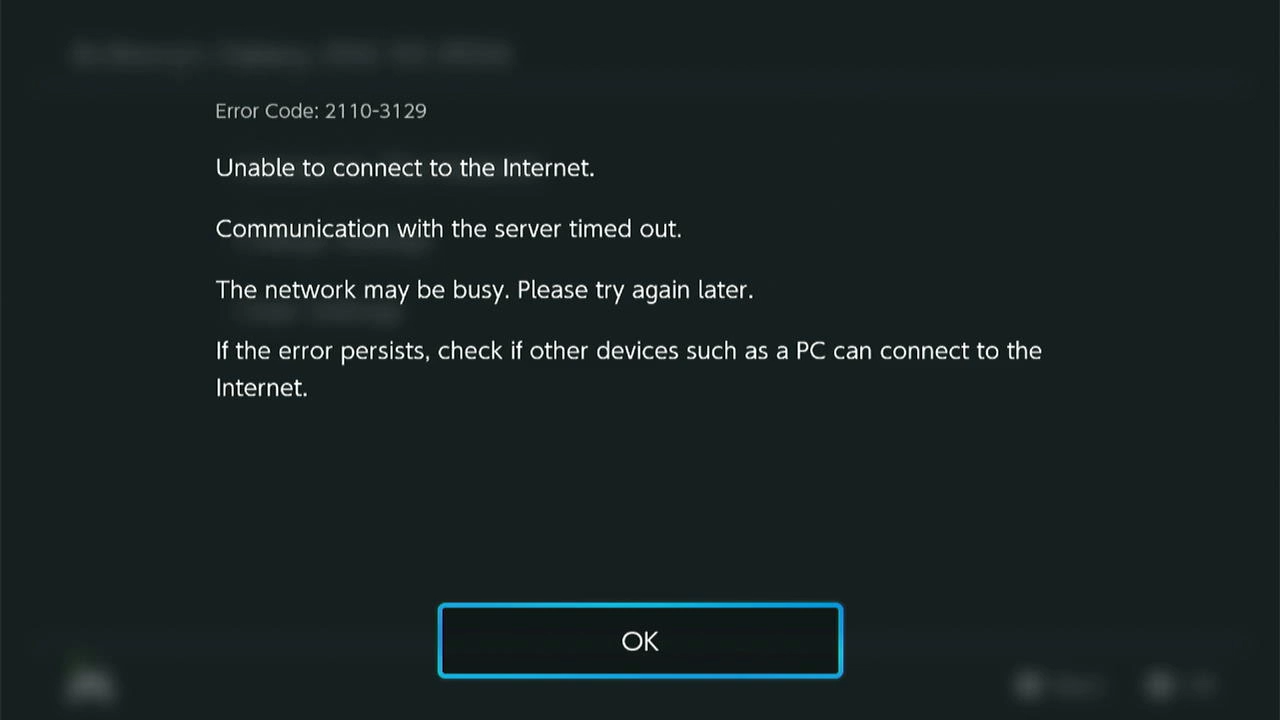 Error Code: 2110-3129
Unable to connect to the Internet.
Communication with the server timed out.
The network may be busy. Please try again later.
If the error persists, check if other devices such as a PC can connect to the
Internet.
OK